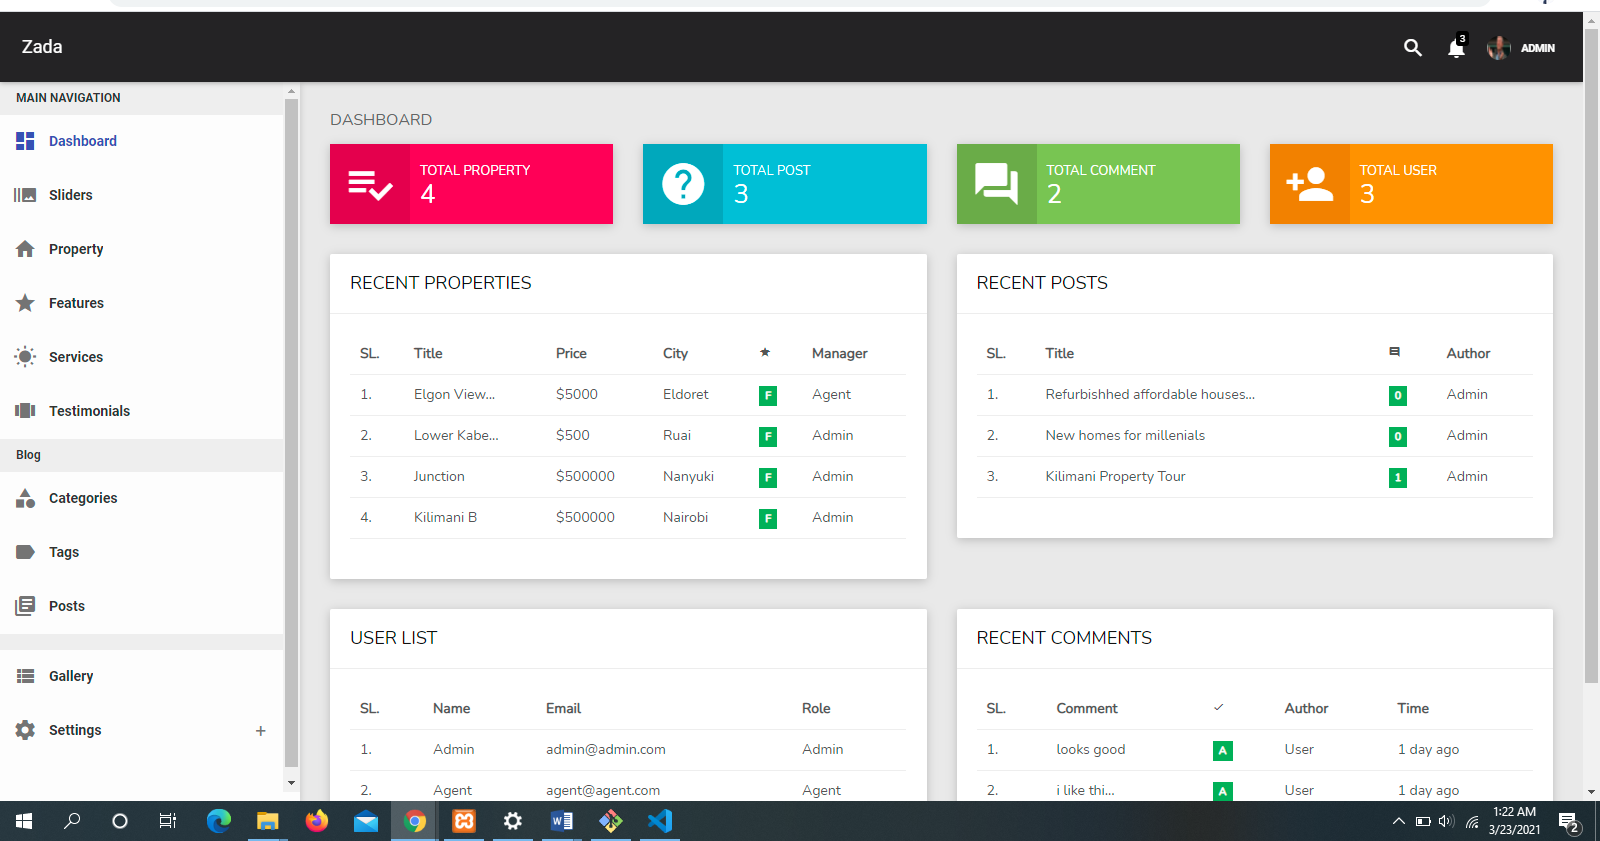 Zada
3
ADMIN
MAIN NAVIGATION
Dashboard
Sliders
Property
Features
Services
Testimonials
Blog
Categories
Tags
Posts
Gallery
Settings +
DASHBOARD
TOTAL PROPERTY
4
TOTAL POST
3
TOTAL COMMENT
2
TOTAL USER
3
RECENT PROPERTIES
SL. Title Price City Manager
1. Elgon View... $5000 Eldoret F Agent
2. Lower Kabe... $500 Ruai F Admin
3. Junction $500000 Nanyuki F Admin
4. Kilimani B $500000 Nairobi F Admin
RECENT POSTS
SL. Title Author
1. Refurbishhed affordable houses... 0 Admin
2. New homes for millenials 0 Admin
3. Kilimani Property Tour 1 Admin
USER LIST
SL. Name Email Role
1. Admin admin@admin.com Admin
2. Agent agent@agent.com Agent
RECENT COMMENTS
SL. Comment Author Time
1. looks good A User 1 day ago
2. i like thi... A User 1 day ago
1:22 AM
3/23/2021
2